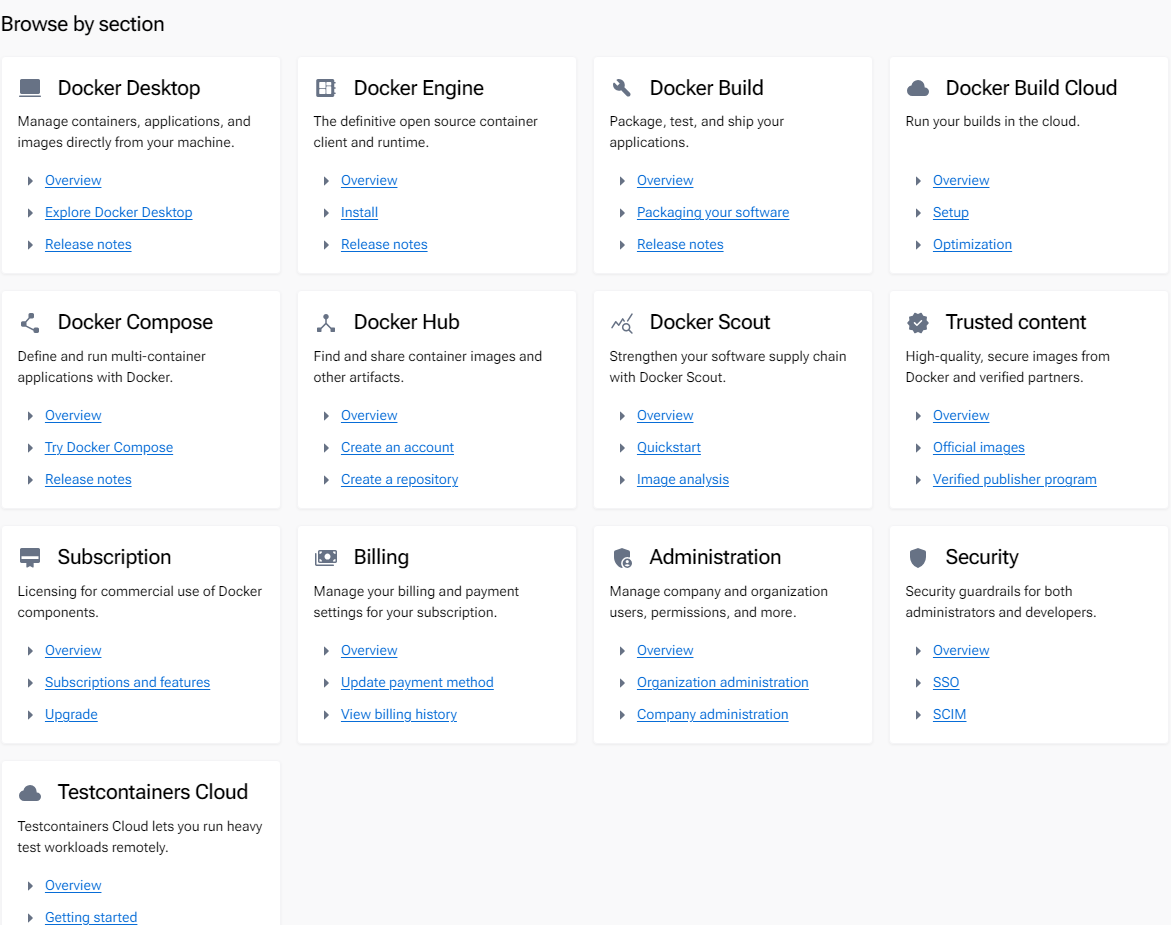 Browse by section
Docker Desktop
Manage containers, applications, and
images directly from your machine.
Overview
Explore Docker Desktop
Release notes
Docker Engine
The definitive open source container
client and runtime.
Overview
Install
Release notes
Docker Build
Package, test, and ship your
applications.
Overview
Packaging your software
Release notes
Docker Build Cloud
Run your builds in the cloud.
Overview
Setup
Optimization
Docker Compose
Define and run multi-container
applications with Docker.
Overview
Try Docker Compose
Release notes
Docker Hub
Find and share container images and
other artifacts.
Overview
Create an account
Create a repository
Docker Scout
Strengthen your software supply chain
with Docker Scout.
Overview
Quickstart
Image analysis
Trusted content
High-quality, secure images from
Docker and verified partners.
Overview
Official images
Verified publisher program
Subscription
Licensing for commercial use of Docker
components.
Overview
Subscriptions and features
Upgrade
Billing
Manage your billing and payment
settings for your subscription.
Overview
Update payment method
View billing history
Administration
Manage company and organization
users, permissions, and more.
Overview
Organization administration
Company administration
Security
Security guardrails for both
administrators and developers.
Overview
SSO
SCIM
Testcontainers Cloud
Testcontainers Cloud lets you run heavy
test workloads remotely.
Overview
Getting started